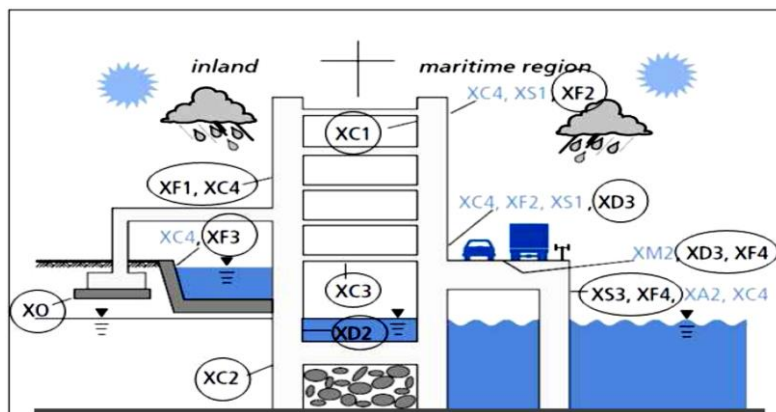 inland
maritime region
XC4, XS1, XF2
XC1
XF1, XC4
XC4, XF2, XS1, XD3
XC4, XF3
XM2, XD3, XF4
XC3
XS3, XF4, XA2, XC4
XO
XD2
XC2